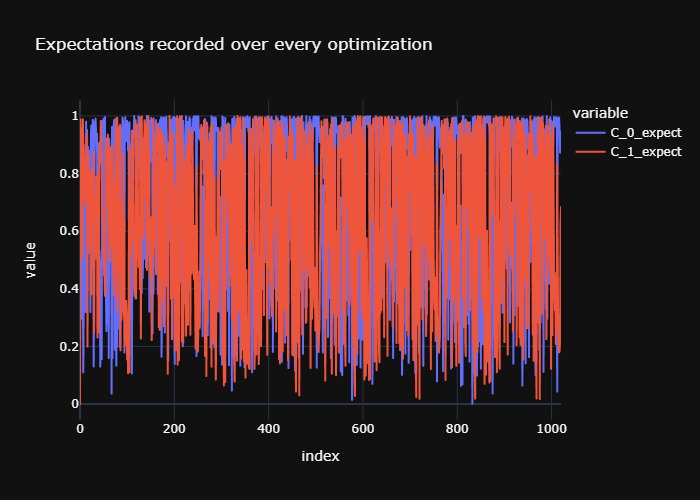 Expectations recorded over every optimization
variable
C_0_expect
C_1_expect
1
0.8
0.6
0.4
0.2
0
value
0 200 400 600 800 1000
index